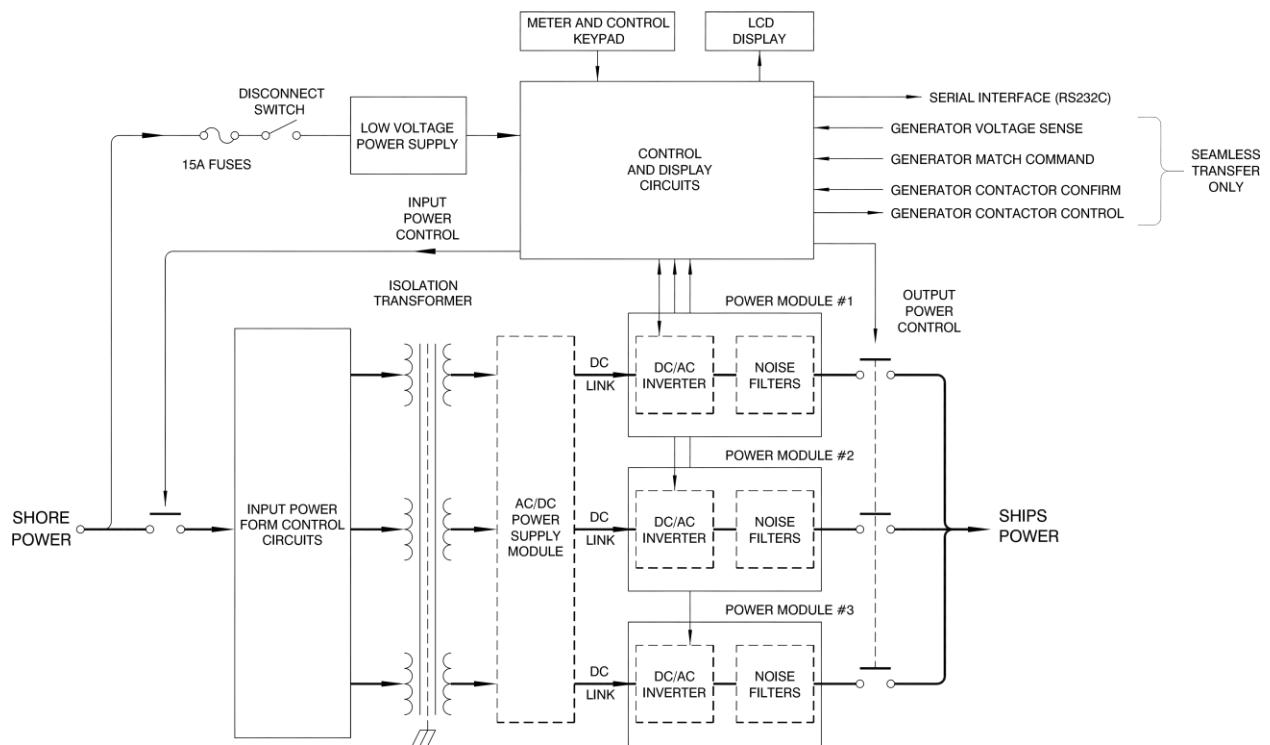 METER AND CONTROL
KEYPAD
LCD
DISPLAY
DISCONNECT
SWITCH
15A FUSES
LOW VOLTAGE
POWER SUPPLY
CONTROL
AND DISPLAY
CIRCUITS
SERIAL INTERFACE (RS232C)
GENERATOR VOLTAGE SENSE
GENERATOR MATCH COMMAND
GENERATOR CONTACTOR CONFIRM
GENERATOR CONTACTOR CONTROL
SEAMLESS
TRANSFER
ONLY
INPUT
POWER
CONTROL
ISOLATION
TRANSFORMER
POWER MODULE #1
OUTPUT
POWER
CONTROL
DC
LINK
DC/AC
INVERTER
NOISE
FILTERS
POWER MODULE #2
SHORE
POWER
INPUT POWER
FORM CONTROL
CIRCUITS
AC/DC
POWER
SUPPLY
MODULE
DC
LINK
DC/AC
INVERTER
NOISE
FILTERS
SHIPS
POWER
POWER MODULE #3
DC
LINK
DC/AC
INVERTER
NOISE
FILTERS